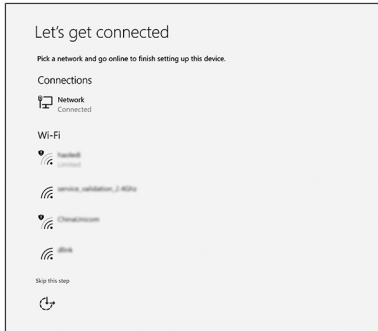 Let's get connected
Pick a network and go online to finish setting up this device.
Connections
Network
Connected
Wi-Fi
Limited
service_validation_2.4Ghz
ChinaUnicom
dlink
Skip this step